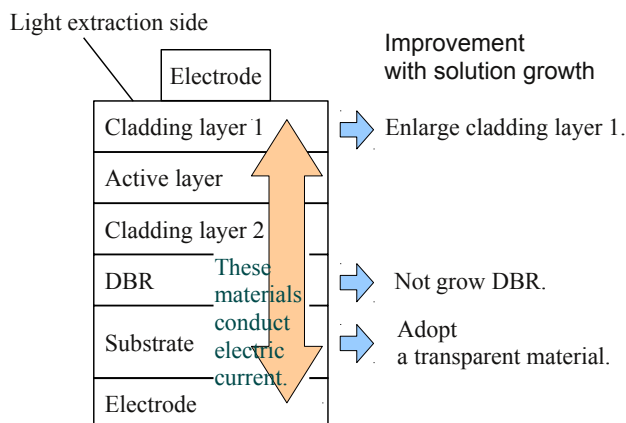 Light extraction side
Improvement
with solution growth
Electrode
Cladding layer 1
Enlarge cladding layer 1.
Active layer
Cladding layer 2
DBR
These
materials
conduct
electric
current.
Not grow DBR.
Substrate
Adopt
a transparent material.
Electrode